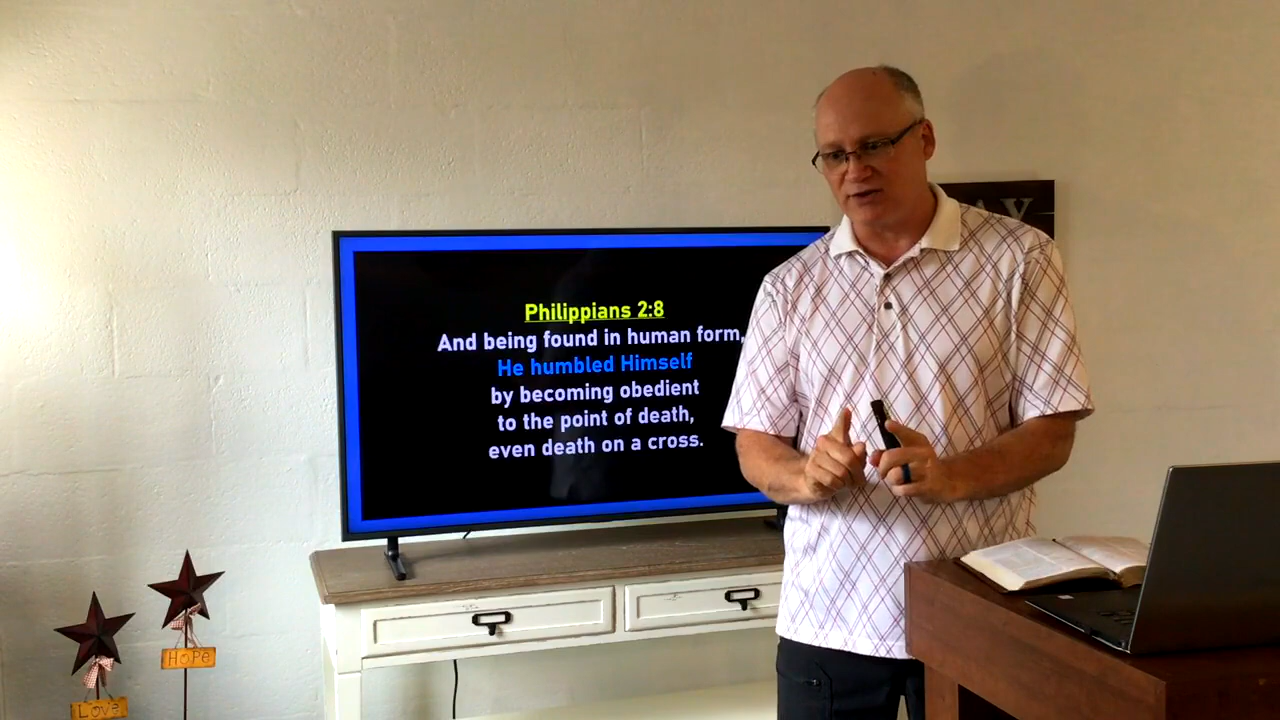 Philippians 2:8
And being found in human form,
He humbled Himself
by becoming obedient
to the point of death,
even death on a cross.
HOPE
Love